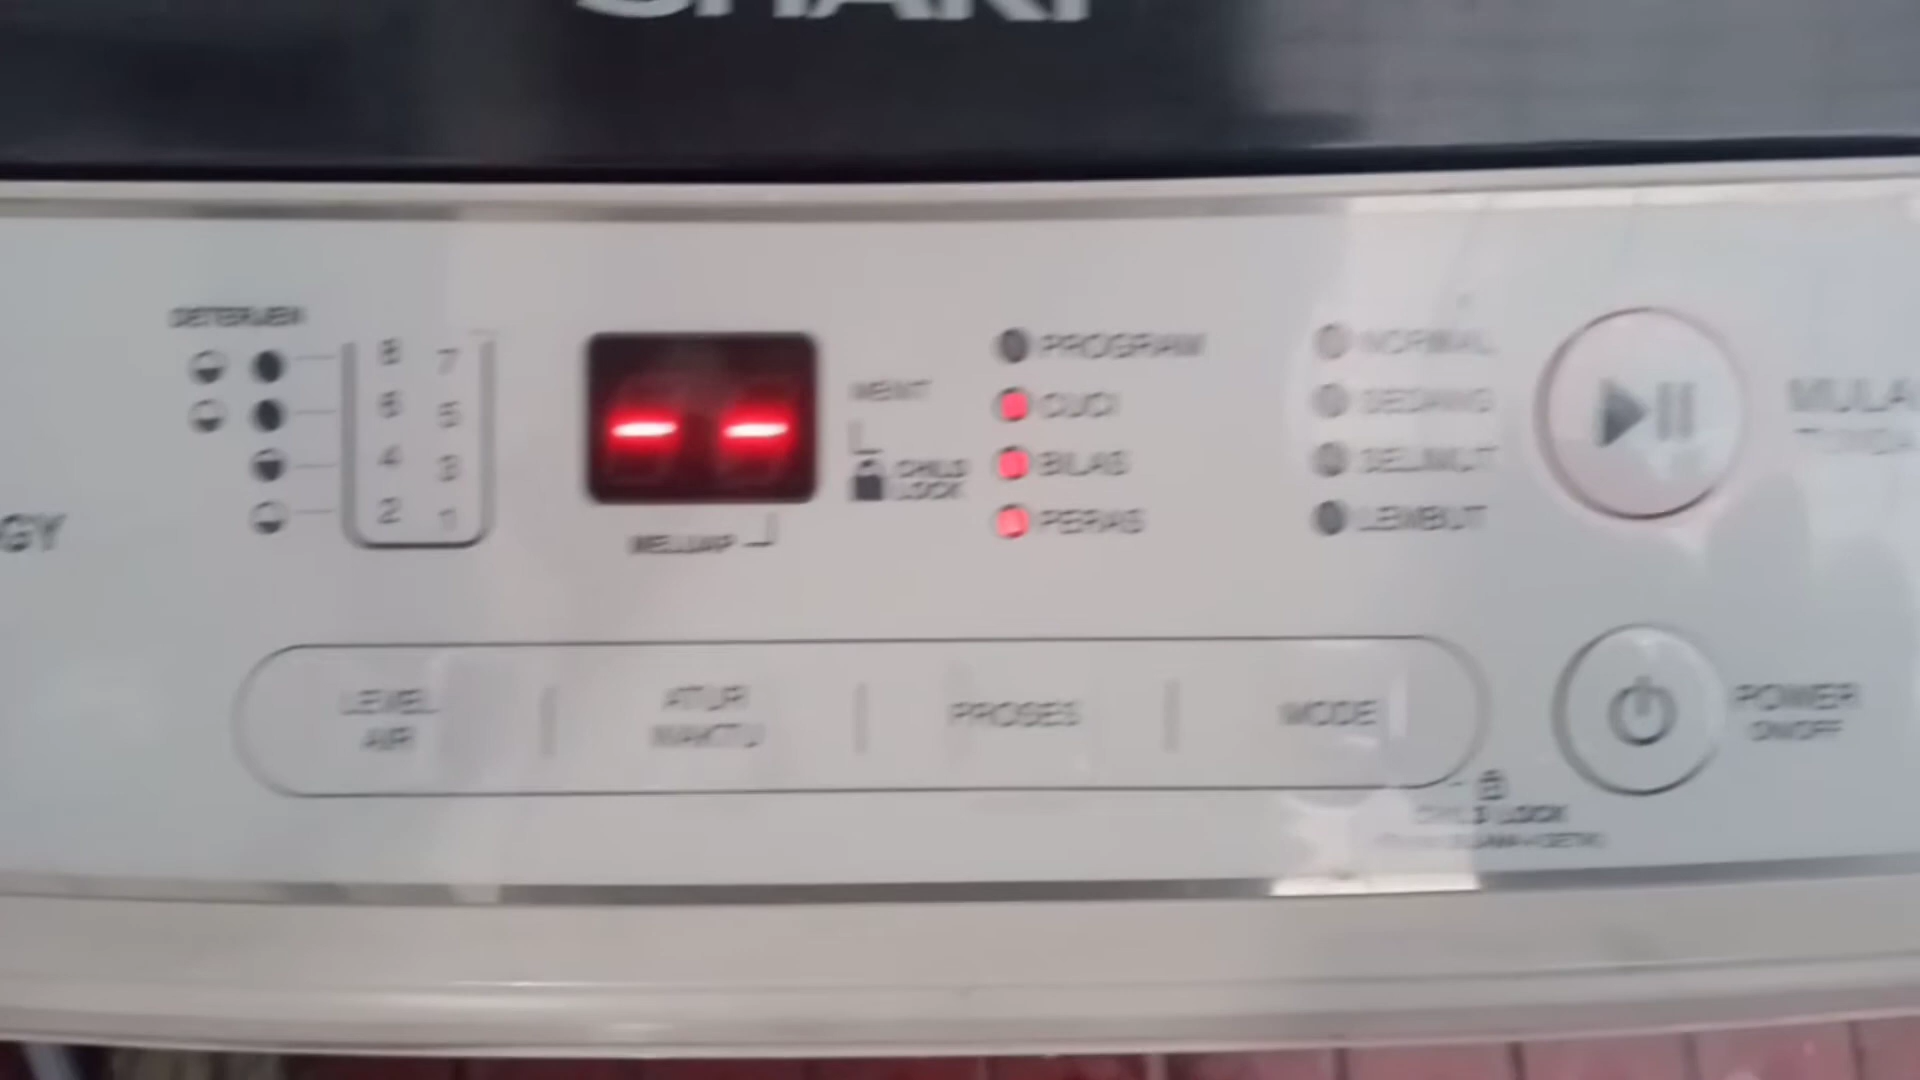 SHARP
DETERJEN
8 7
6 5
4 3
2 1
GY
MENIT
CHILD
LOCK
MELUAP
PROGRAM
CUCI
BILAS
PERAS
NORMAL
SEDANG
SELIMUT
LEMBUT
MULAI
LEVEL
AIR
ATUR
WAKTU
PROSES
MODE
POWER
ON/OFF
CHILD LOCK